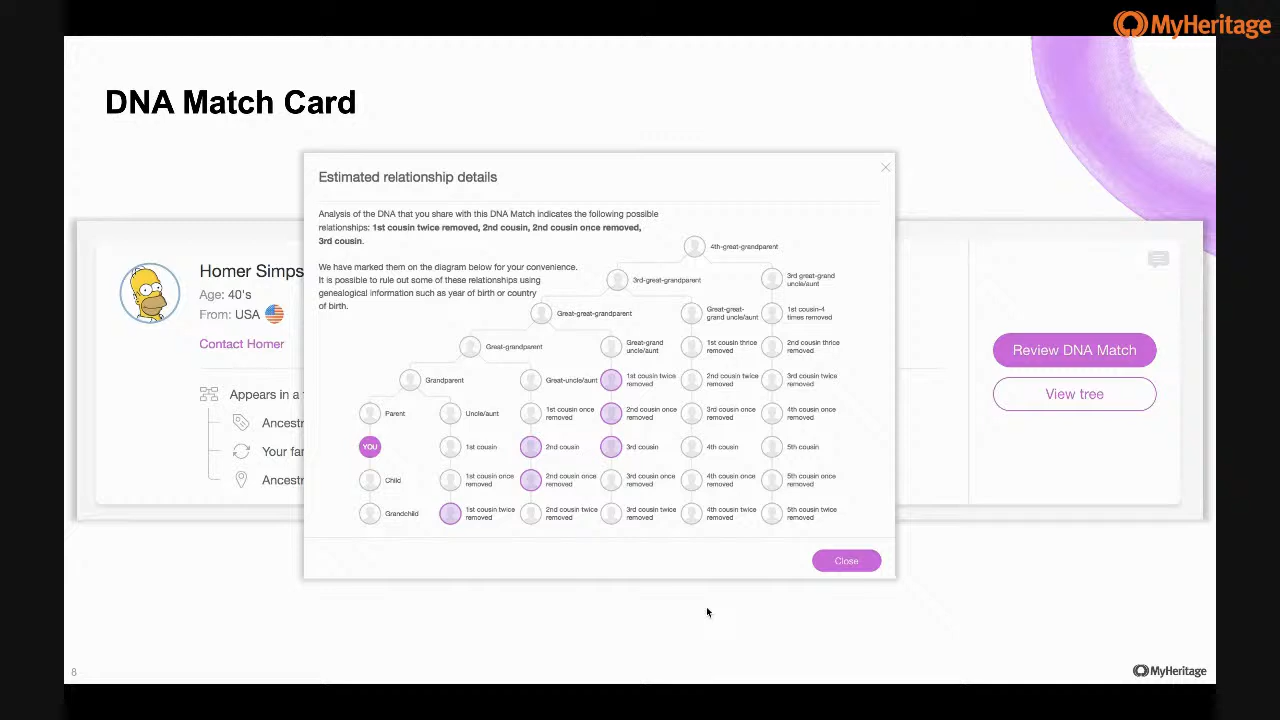 MyHeritage
DNA Match Card
Estimated relationship details
Analysis of the DNA that you share with this DNA Match indicates the following possible
relationships: 1st cousin twice removed, 2nd cousin, 2nd cousin once removed,
3rd cousin.
We have marked them on the diagram below for your convenience.
It is possible to rule out some of these relationships using
genealogical information such as year of birth or country
of birth.
4th-great-grandparent
3rd-great-grandparent
3rd great-grand
uncle/aunt
Great-great-grandparent
Great-great-
grand uncle/aunt
1st cousin-4
times removed
Great-grandparent
Great-grand
uncle/aunt
1st cousin thrice
removed
2nd cousin thrice
removed
Grandparent
Great-uncle/aunt
1st cousin twice
removed
2nd cousin twice
removed
3rd cousin twice
removed
Parent
Uncle/aunt
1st cousin once
removed
2nd cousin once
removed
3rd cousin once
removed
4th cousin once
removed
YOU
1st cousin
2nd cousin
3rd cousin
4th cousin
5th cousin
Child
1st cousin once
removed
2nd cousin once
removed
3rd cousin once
removed
4th cousin once
removed
5th cousin once
removed
Grandchild
1st cousin twice
removed
2nd cousin twice
removed
3rd cousin twice
removed
4th cousin twice
removed
5th cousin twice
removed
Close
Homer Simps
Age: 40's
From: USA
Contact Homer
Appears in a
Ancest
Your fa
Ancest
Review DNA Match
View tree
8
MyHeritage